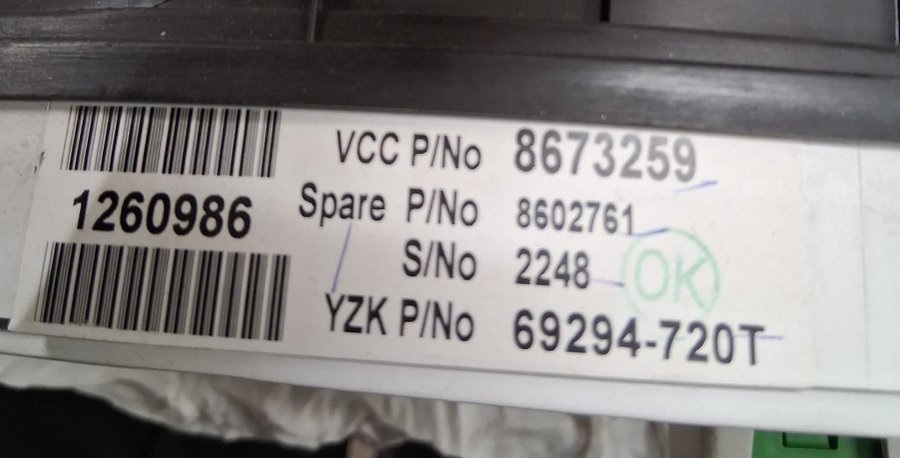 VCC P/No 8673259
1260986
Spare P/No 8602761
S/No 2248
OK
YZK P/No 69294-720T